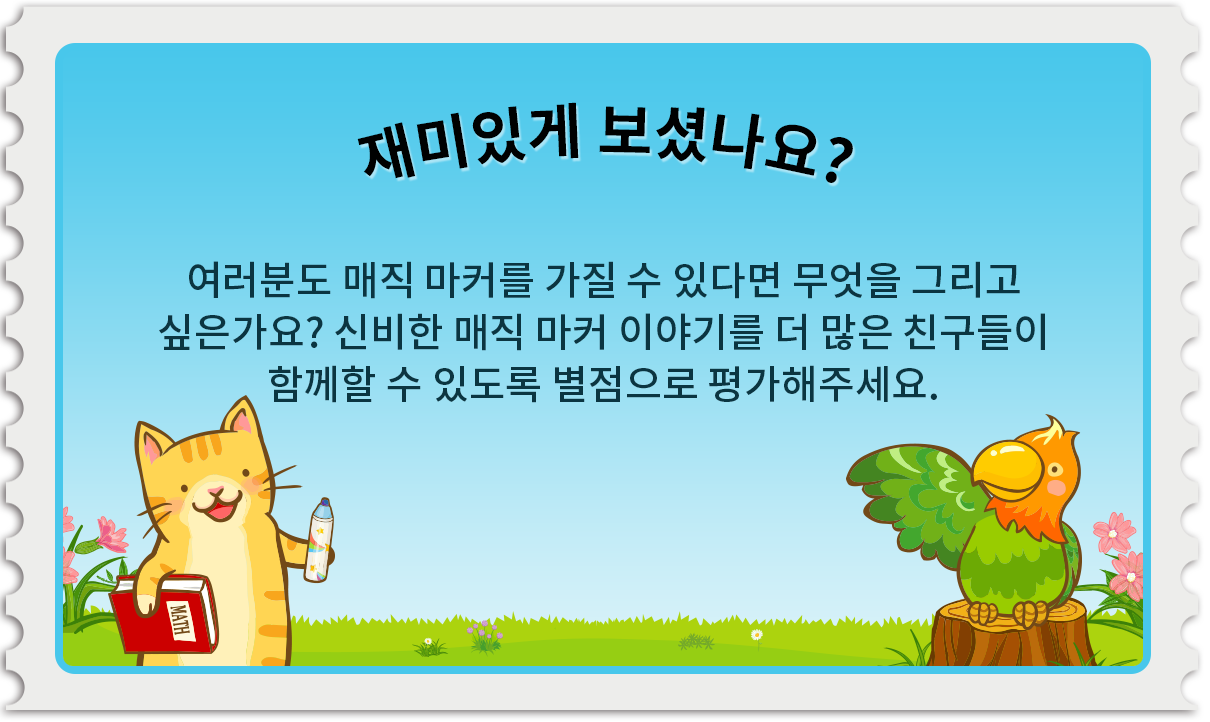 재미있게 보셨나요?
여러분도 매직 마커를 가질 수 있다면 무엇을 그리고
싶은가요? 신비한 매직 마커 이야기를 더 많은 친구들이
함께할 수 있도록 별점으로 평가해주세요.
MATH